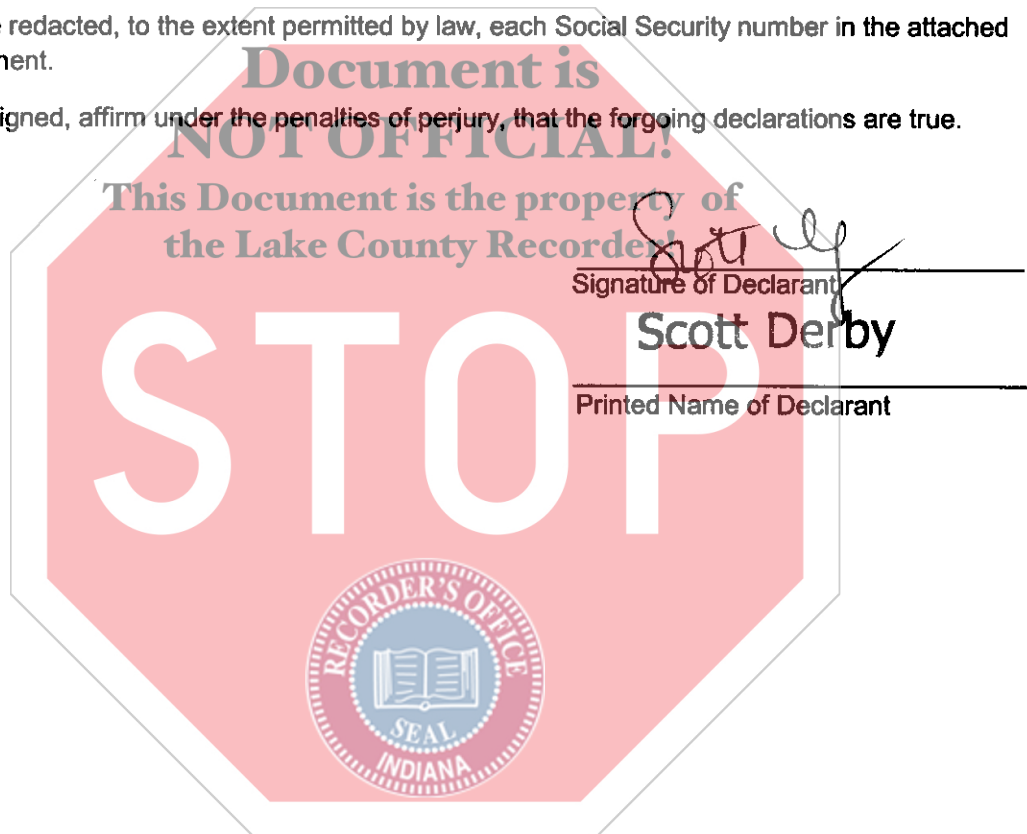 redacted, to the extent permitted by law, each Social Security number in the attached
Document is
igned, affirm under the penalties of perjury, that the forgoing declarations are true.
NOT OFFICIAL!
This Document is the property of
the Lake County Recorder!
Scott
Signature of Declarant
Scott Derby
Printed Name of Declarant
STOP
RECORDER'S OFFICE
SEAL
INDIANA